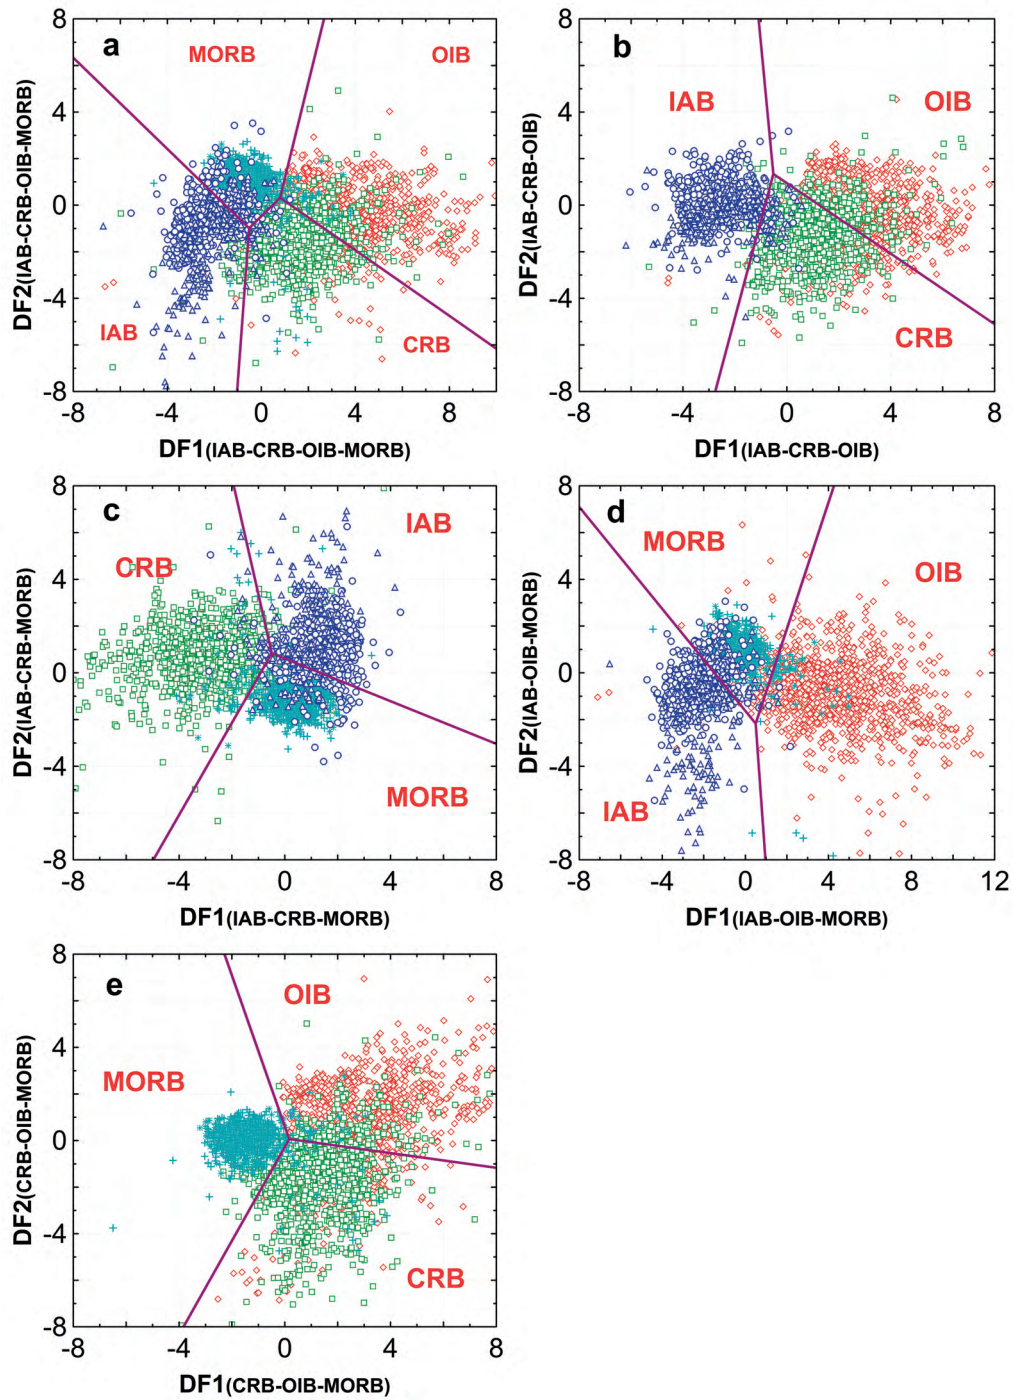 a
MORB
OIB
IAB
CRB
8
4
0
-4
-8
-8
-4
0
4
8
DF2(IAB-CRB-OIB-MORB)
DF1(IAB-CRB-OIB-MORB)
b
IAB
OIB
CRB
8
4
0
-4
-8
-8
-4
0
4
8
DF2(IAB-CRB-OIB)
DF1(IAB-CRB-OIB)
c
IAB
CRB
MORB
8
4
0
-4
-8
-8
-4
0
4
8
DF2(IAB-CRB-MORB)
DF1(IAB-CRB-MORB)
d
MORB
OIB
IAB
8
4
0
-4
-8
-8
-4
0
4
8
12
DF2(IAB-OIB-MORB)
DF1(IAB-OIB-MORB)
e
OIB
MORB
CRB
8
4
0
-4
-8
-8
-4
0
4
8
DF2(CRB-OIB-MORB)
DF1(CRB-OIB-MORB)